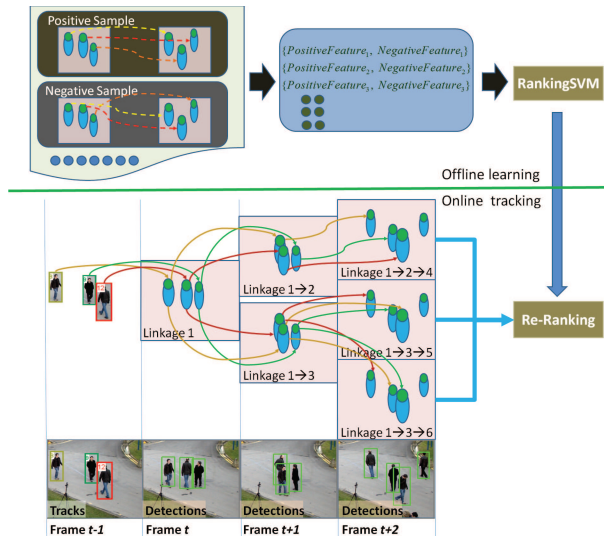 Positive Sample
Negative Sample
{PositiveFeature₁, NegativeFeature₁}
{PositiveFeature₂, NegativeFeature₂}
{PositiveFeature₃, NegativeFeature₃}
RankingSVM
Offline learning
Online tracking
Linkage 1
Linkage 1→2
Linkage 1→3
Linkage 1→2→4
Linkage 1→3→5
Linkage 1→3→6
Re-Ranking
Tracks
Detections
Detections
Detections
Frame t-1
Frame t
Frame t+1
Frame t+2